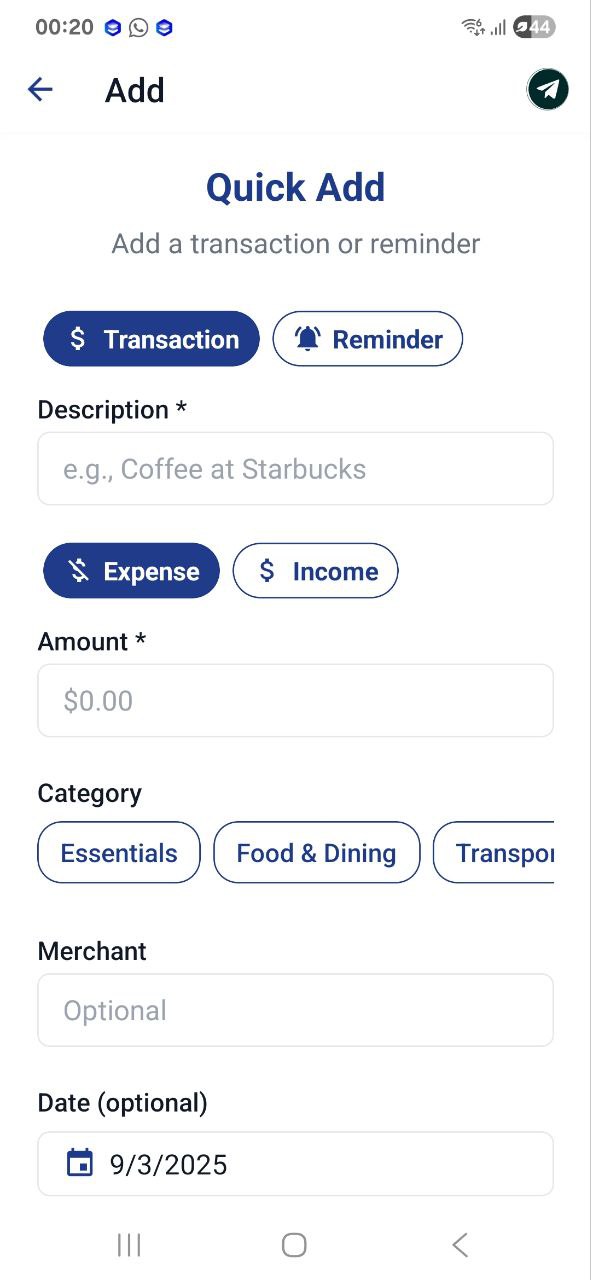 00:20
44
Add
Quick Add
Add a transaction or reminder
$ Transaction
Reminder
Description *
e.g., Coffee at Starbucks
Expense
$ Income
Amount *
$0.00
Category
Essentials
Food & Dining
Transpor
Merchant
Optional
Date (optional)
9/3/2025